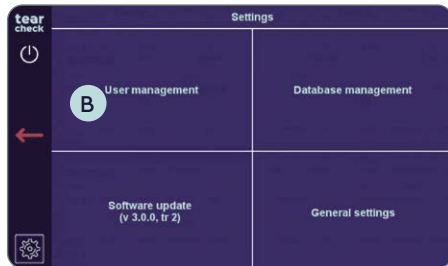 tear
check
Settings
B
User management
Database management
Software update
(v 3.0.0, tr 2)
General settings